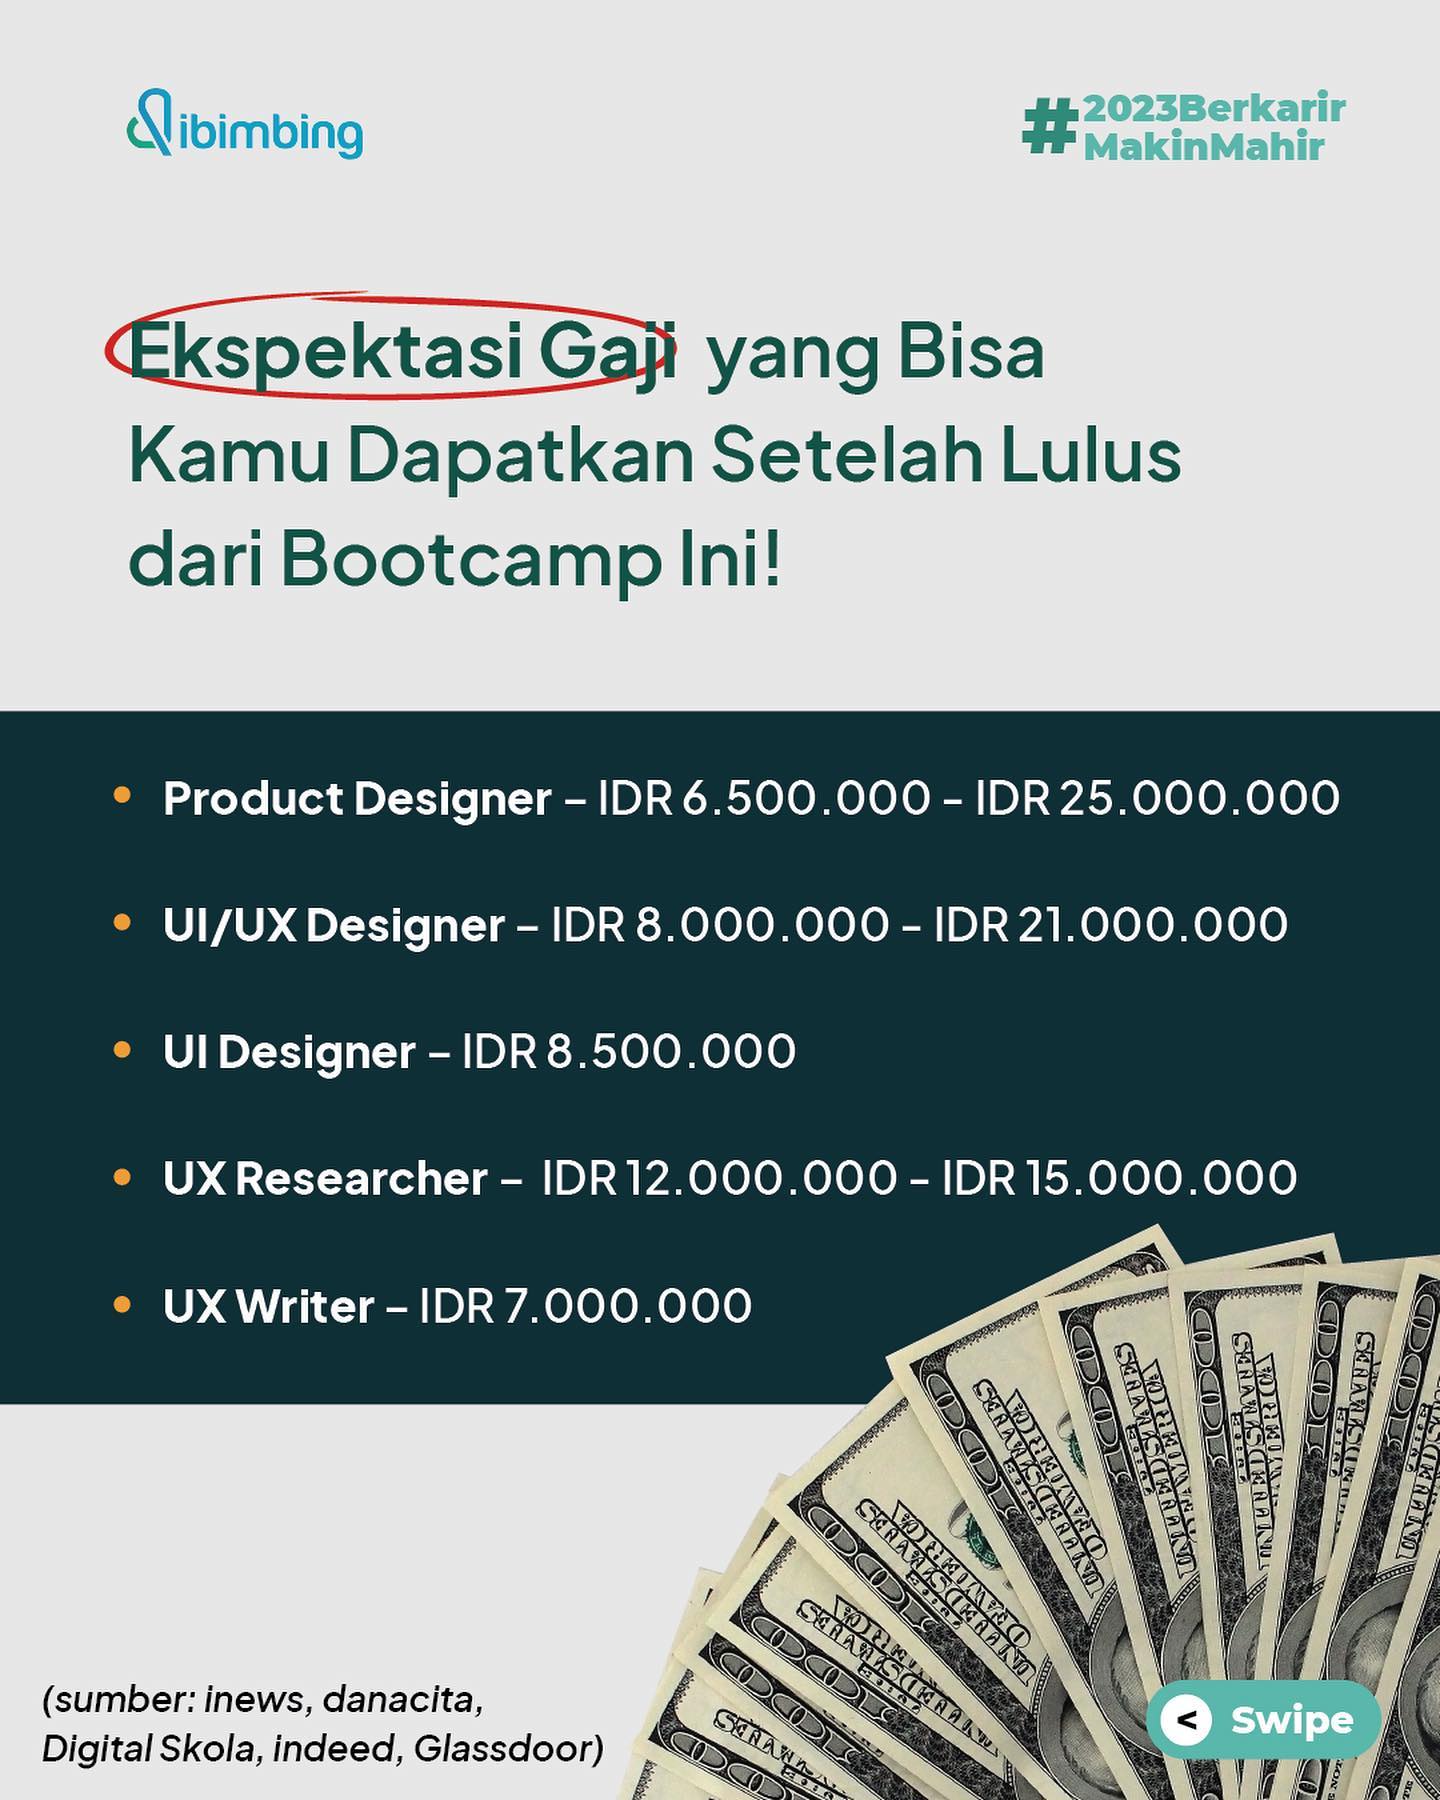 ibimbing
#2023Berkarir
MakinMahir
Ekspektasi Gaji yang Bisa
Kamu Dapatkan Setelah Lulus
dari Bootcamp Ini!
• Product Designer – IDR 6.500.000 - IDR 25.000.000
• UI/UX Designer – IDR 8.000.000 - IDR 21.000.000
• UI Designer – IDR 8.500.000
• UX Researcher – IDR 12.000.000 - IDR 15.000.000
• UX Writer – IDR 7.000.000
(sumber: inews, danacita,
Digital Skola, indeed, Glassdoor)
< Swipe